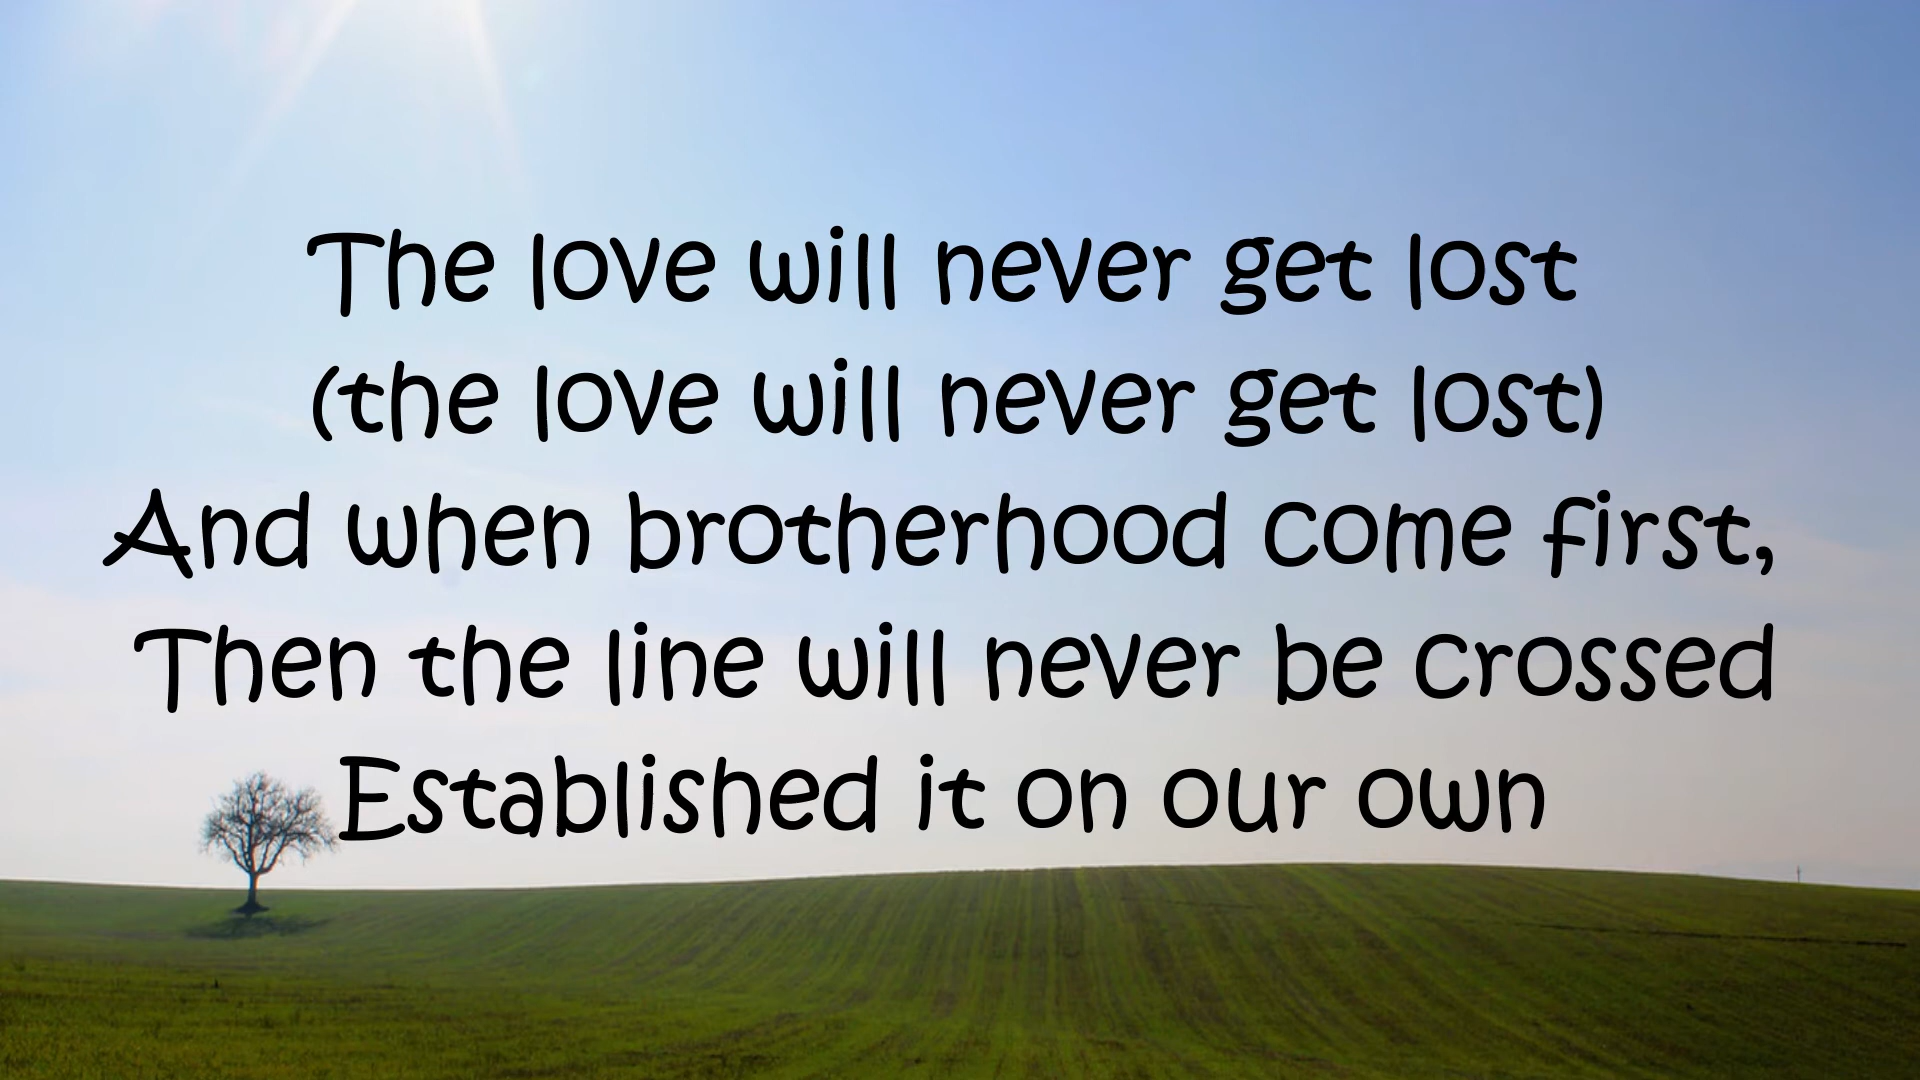 The love will never get lost
(the love will never get lost)
And when brotherhood come first,
Then the line will never be crossed
Established it on our own